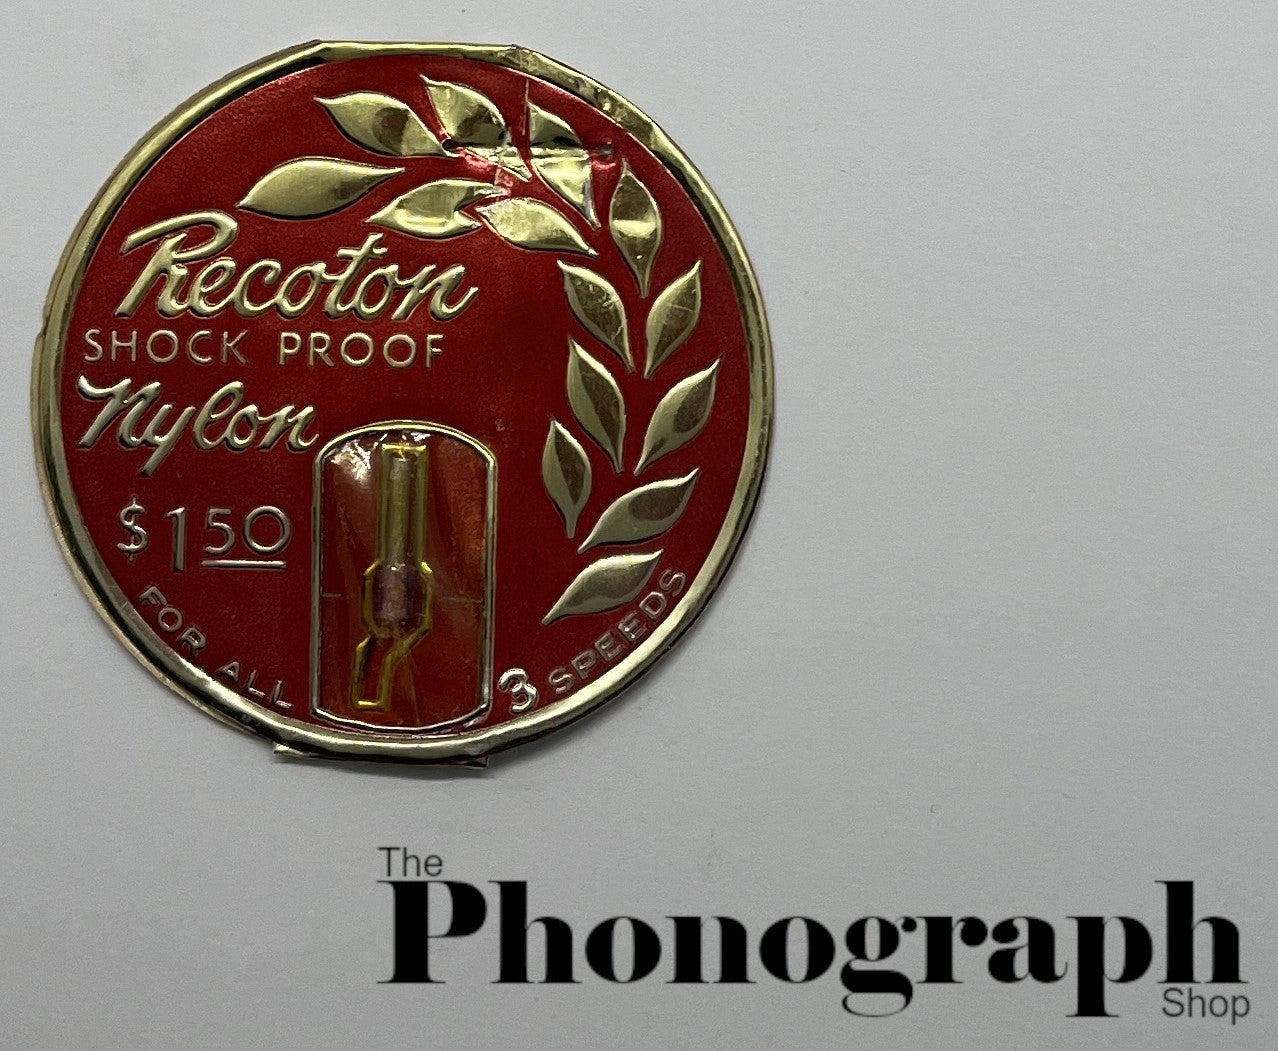 Recoton
SHOCK PROOF
Nylon
$1.50
FOR ALL 3 SPEEDS
The
Phonograph
Shop